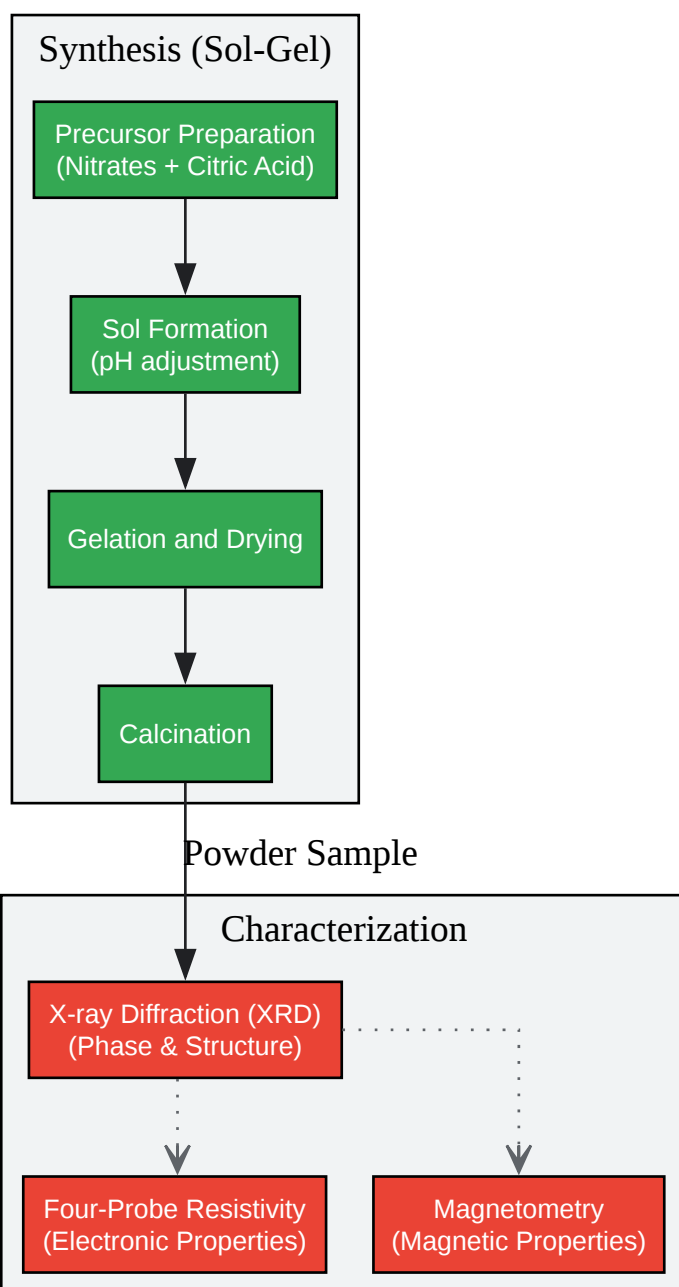 Synthesis (Sol-Gel)
Precursor Preparation
(Nitrates + Citric Acid)
Sol Formation
(pH adjustment)
Gelation and Drying
Calcination
Powder Sample
Characterization
X-ray Diffraction (XRD)
(Phase & Structure)
Four-Probe Resistivity
(Electronic Properties)
Magnetometry
(Magnetic Properties)